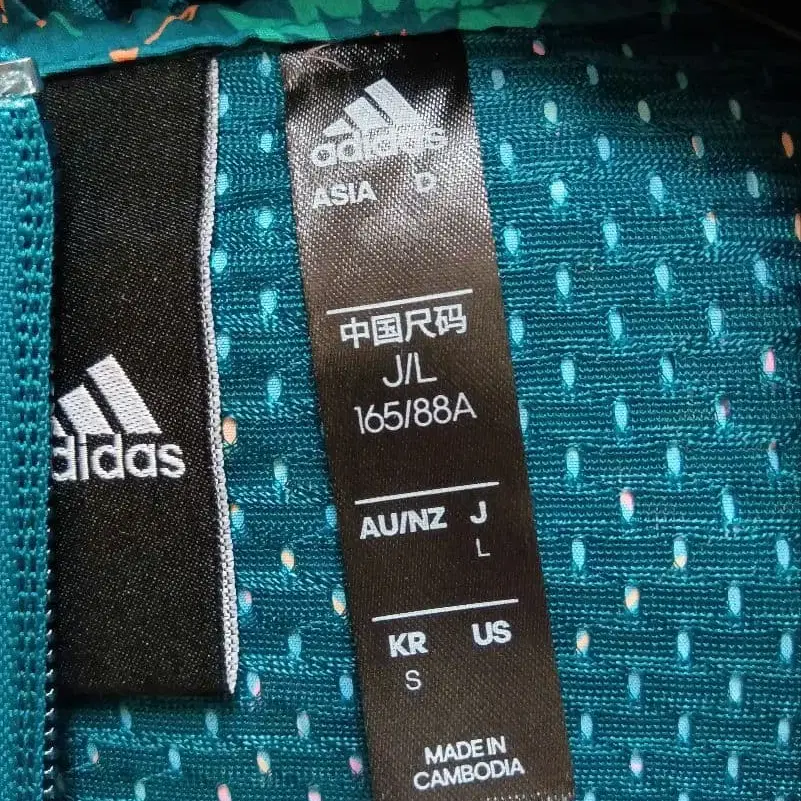 adidas
adidas
ASIA D
中国尺码
J/L
165/88A
AU/NZ J
L
KR US
S
MADE IN
CAMBODIA